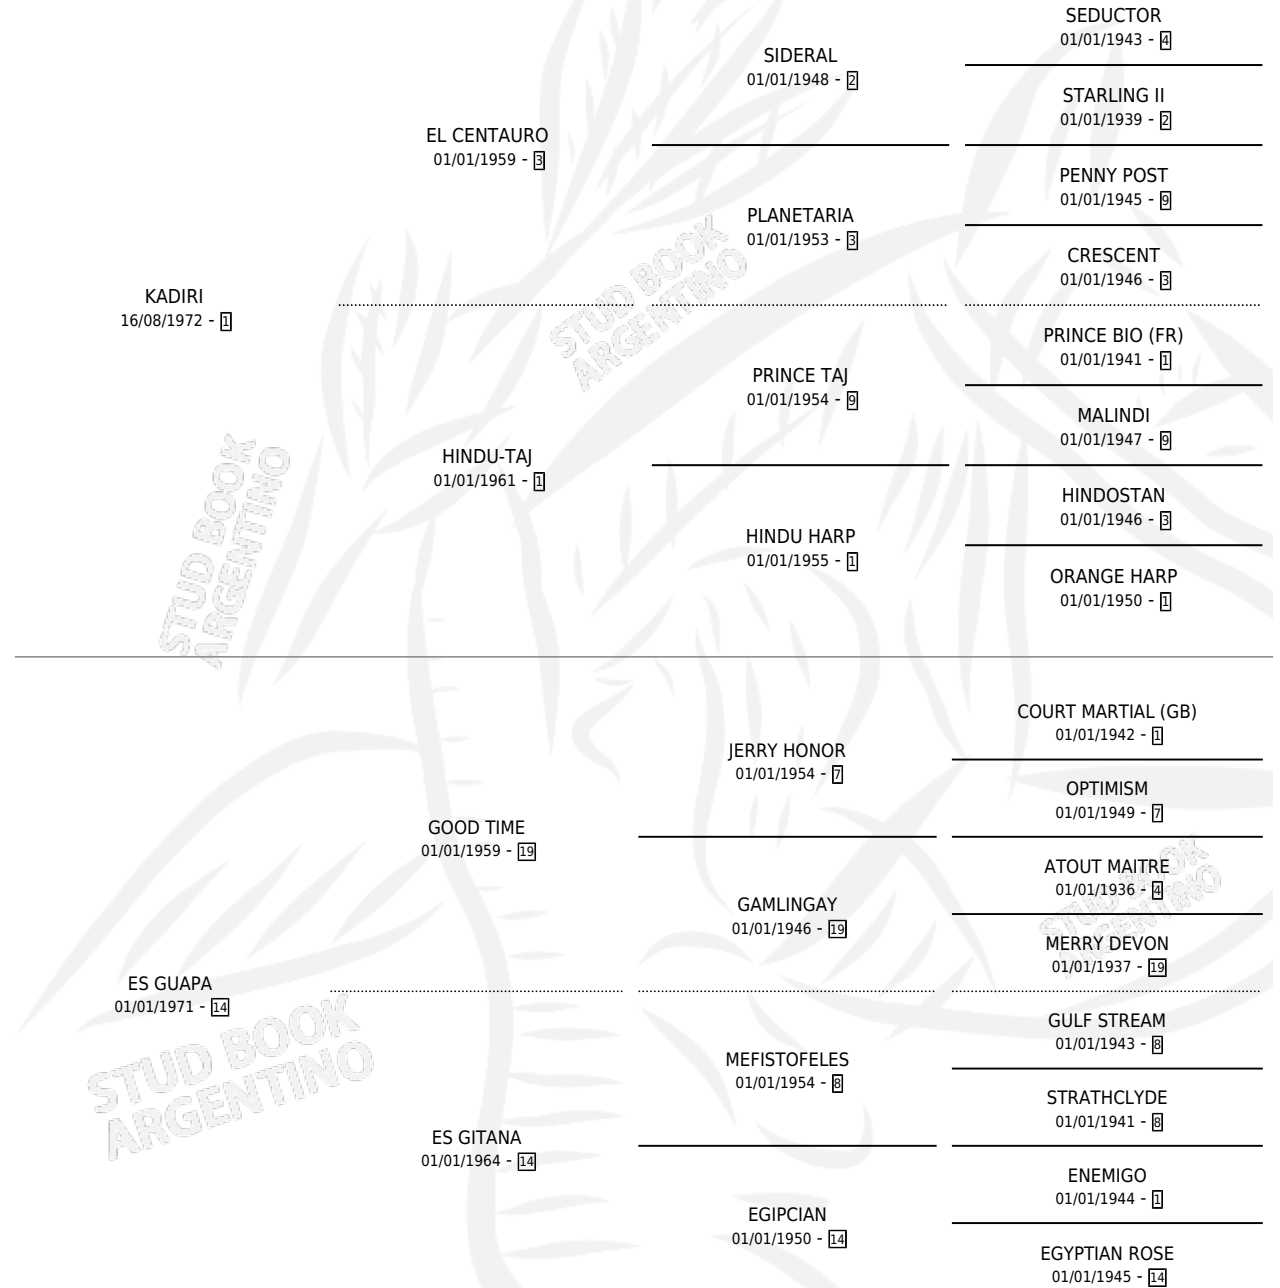 SEDUCTOR
01/01/1943 - 4
SIDERAL
01/01/1948 - 2
STARLING II
01/01/1939 - 2
EL CENTAURO
01/01/1959 - 3
PENNY POST
01/01/1945 - 9
PLANETARIA
01/01/1953 - 3
CRESCENT
01/01/1946 - 3
KADIRI
16/08/1972 - 1
PRINCE BIO (FR)
01/01/1941 - 1
PRINCE TAJ
01/01/1954 - 9
MALINDI
01/01/1947 - 9
HINDU-TAJ
01/01/1961 - 1
HINDOSTAN
01/01/1946 - 3
HINDU HARP
01/01/1955 - 1
ORANGE HARP
01/01/1950 - 1
COURT MARTIAL (GB)
01/01/1942 - 1
JERRY HONOR
01/01/1954 - 7
OPTIMISM
01/01/1949 - 7
GOOD TIME
01/01/1959 - 19
ATOUT MAITRE
01/01/1936 - 4
GAMLINGAY
01/01/1946 - 19
MERRY DEVON
01/01/1937 - 19
ES GUAPA
01/01/1971 - 14
GULF STREAM
01/01/1943 - 8
MEFISTOFELES
01/01/1954 - 8
STRATHCLYDE
01/01/1941 - 8
ES GITANA
01/01/1964 - 14
ENEMIGO
01/01/1944 - 1
EGIPCIAN
01/01/1950 - 14
EGYPTIAN ROSE
01/01/1945 - 14
STUD BOOK
ARGENTINO
STUD BOOK
ARGENTINO
STUD BOOK
ARGENTINO
STUD BOOK
ARGENTINO